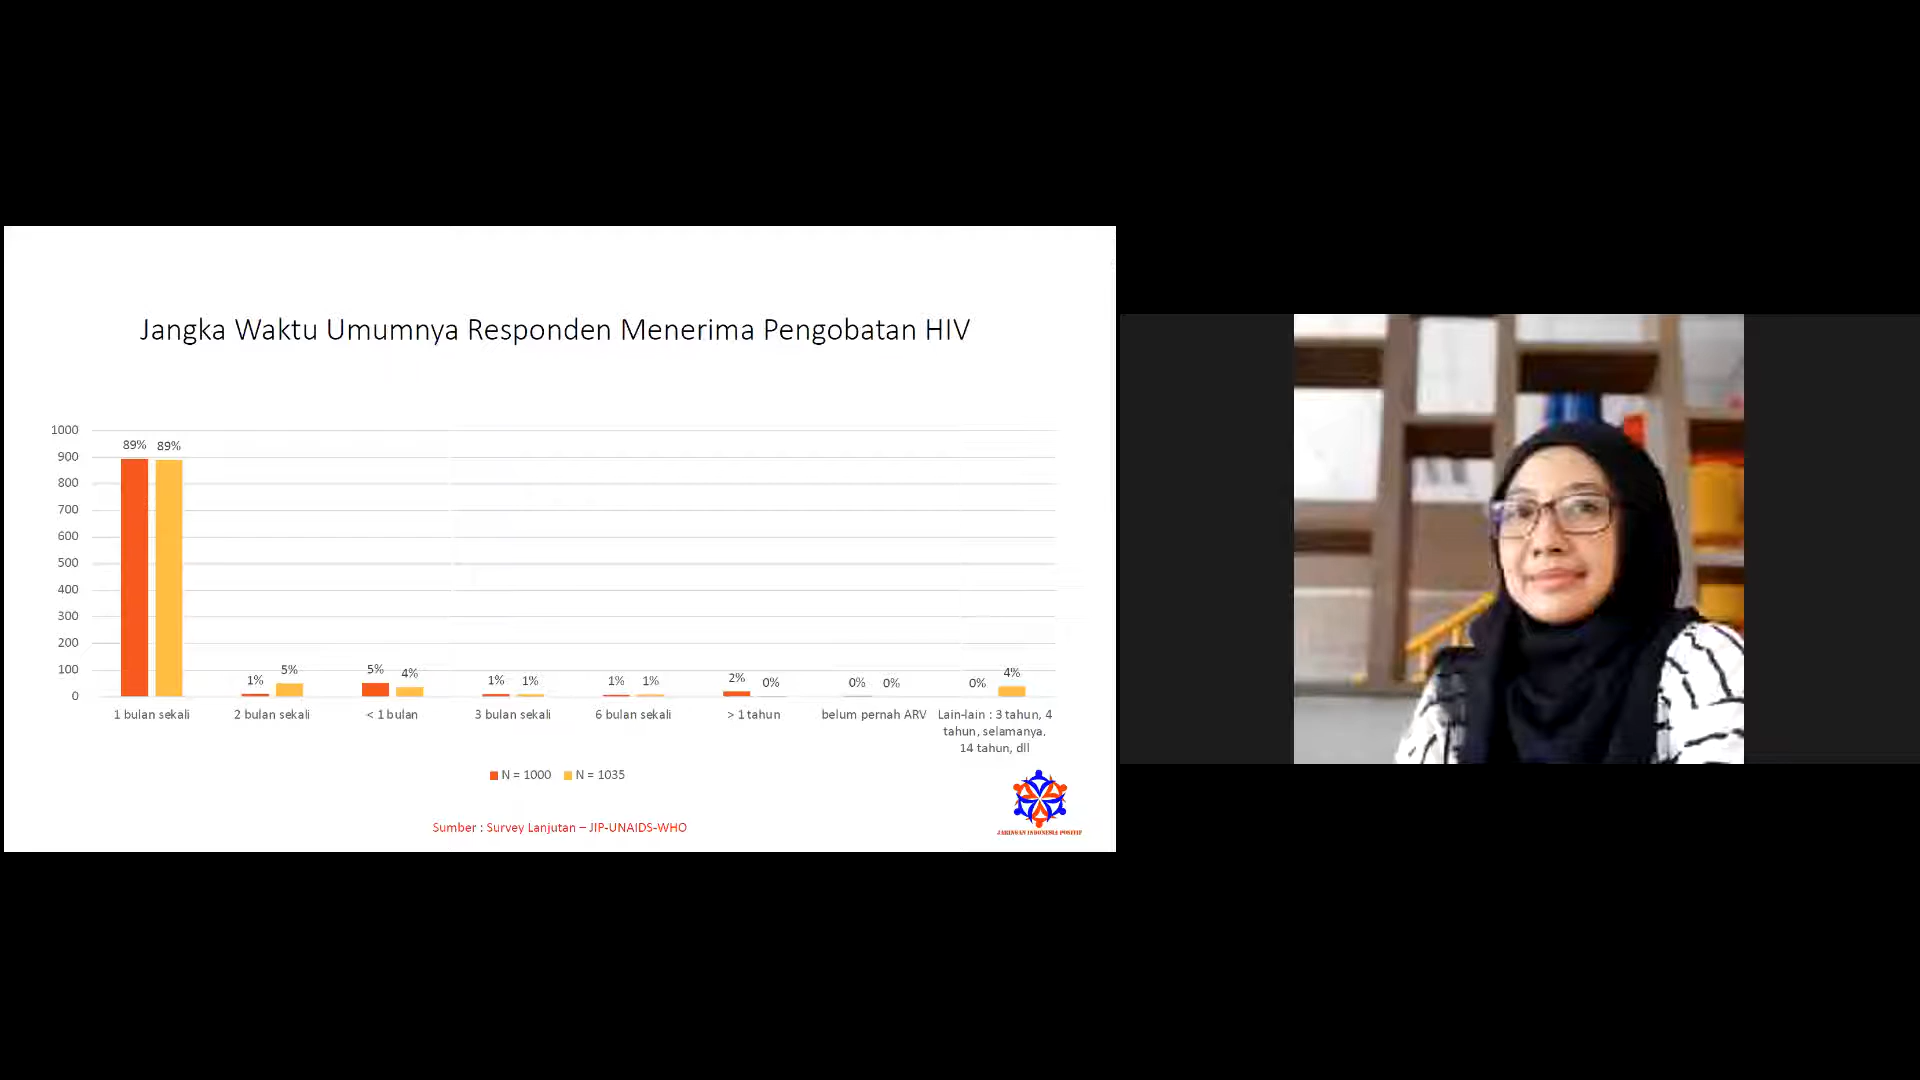 Jangka Waktu Umumnya Responden Menerima Pengobatan HIV
1000
900
800
700
600
500
400
300
200
100
0
89% 89%
1% 5%
5% 4%
1% 1%
1% 1%
2% 0%
0% 0%
0% 4%
1 bulan sekali
2 bulan sekali
< 1 bulan
3 bulan sekali
6 bulan sekali
> 1 tahun
belum pernah ARV
Lain-lain : 3 tahun, 4
tahun, selamanya,
14 tahun, dll
N = 1000 N = 1035
Sumber : Survey Lanjutan – JIP-UNAIDS-WHO
JARINGAN INDONESIA POSITIF